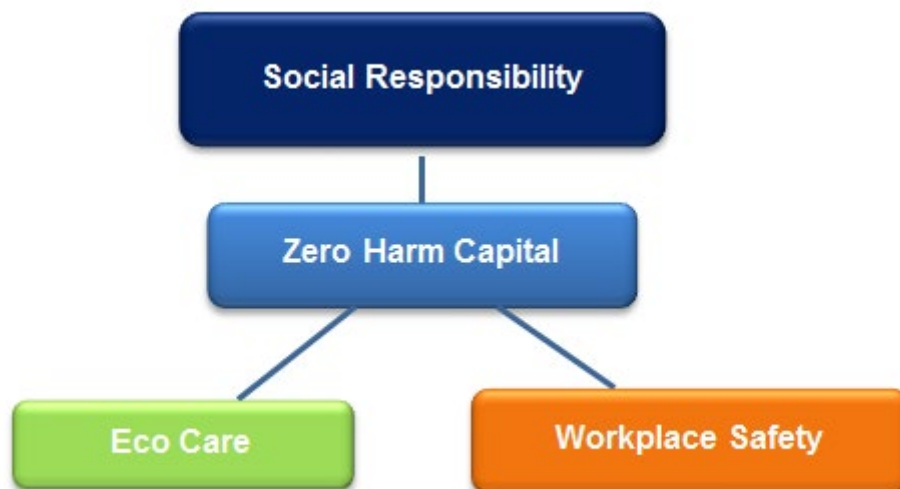 Social Responsibility
Zero Harm Capital
Eco Care
Workplace Safety